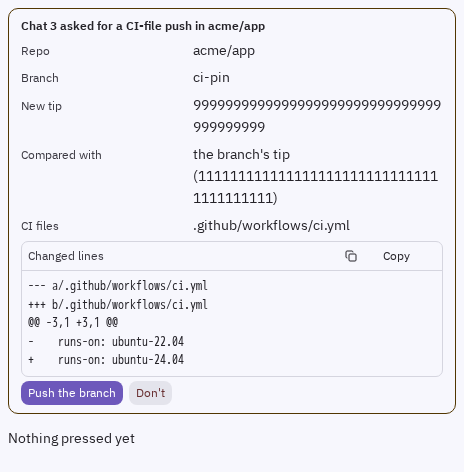 Chat 3 asked for a CI-file push in acme/app
Repo acme/app
Branch ci-pin
New tip 9999999999999999999999999999999
999999999
Compared with the branch's tip
(111111111111111111111111111111
1111111111)
CI files .github/workflows/ci.yml
Changed lines Copy
--- a/.github/workflows/ci.yml
+++ b/.github/workflows/ci.yml
@@ -3,1 +3,1 @@
-    runs-on: ubuntu-22.04
+    runs-on: ubuntu-24.04
Push the branch Don't
Nothing pressed yet